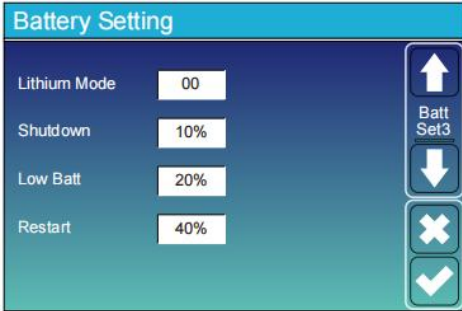 Battery Setting
Lithium Mode 00
Shutdown 10%
Low Batt 20%
Restart 40%
Batt
Set3